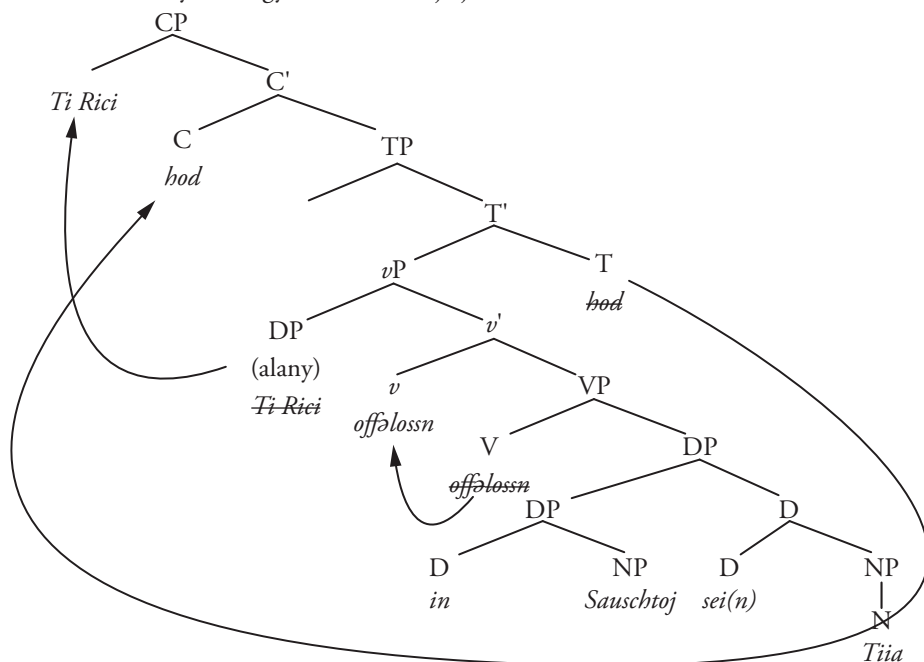 CP
C'
Ti Rici
C
TP
hod
T'
vP
T
hod
DP
v'
(alany)
v
VP
Ti Rici
offəlossn
V
DP
offəlossn
DP
D
D
NP
D
NP
in
Sauschtoj
sei(n)
N
Tiia